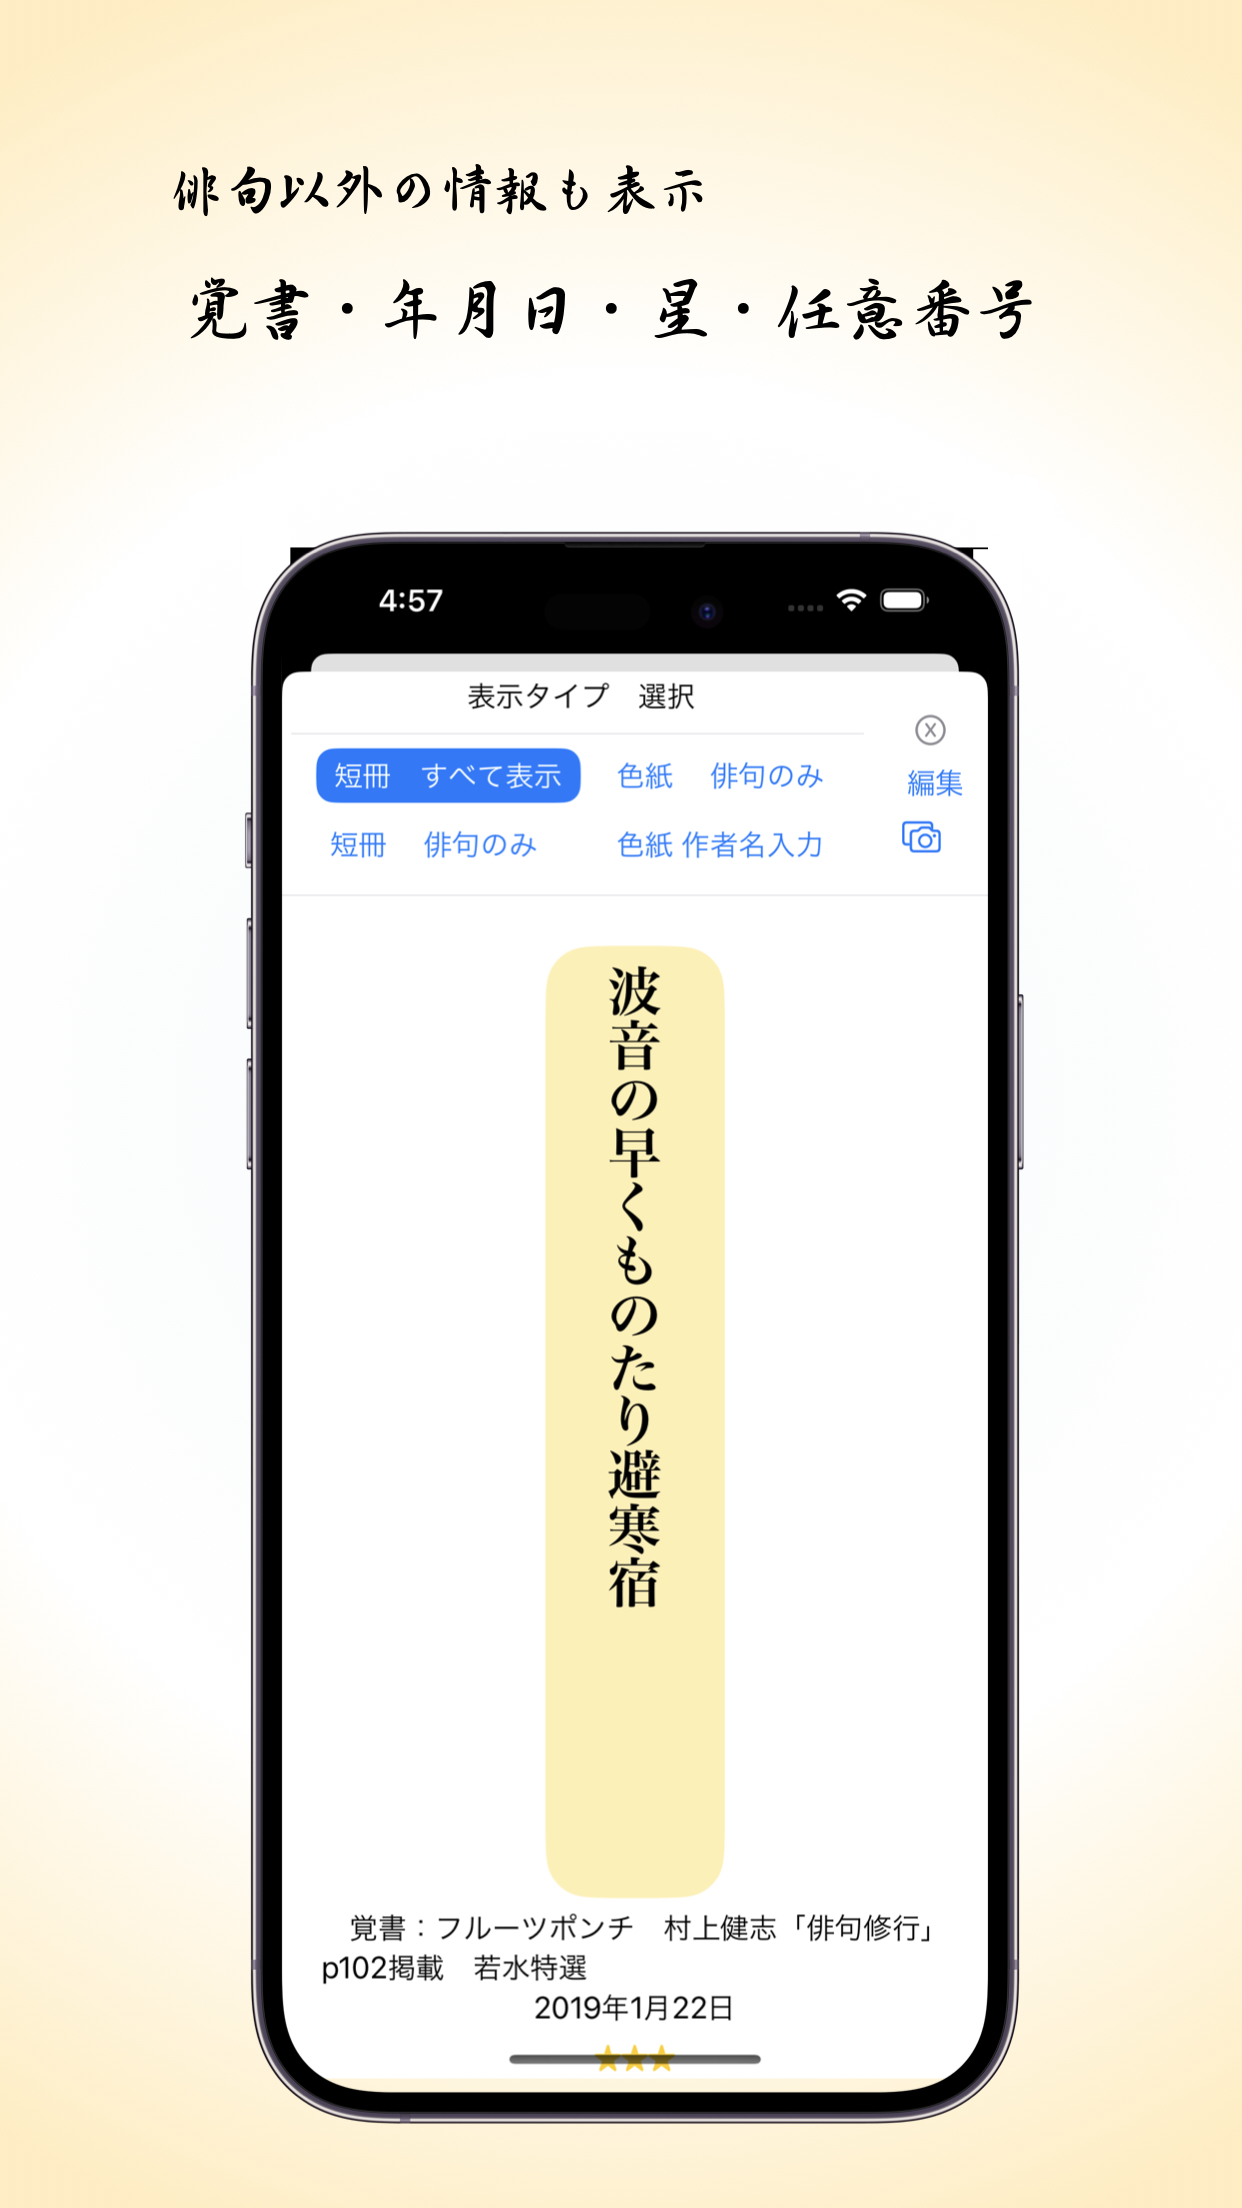 俳句以外の情報も表示
覚書・年月日・星・任意番号
4:57
表示タイプ　選択
短冊　すべて表示
色紙　俳句のみ
編集
短冊　俳句のみ
色紙 作者名入力
波音の早くものたり避寒宿
覚書：フルーツポンチ　村上健志「俳句修行」
p102掲載　若水特選
2019年1月22日
★★★